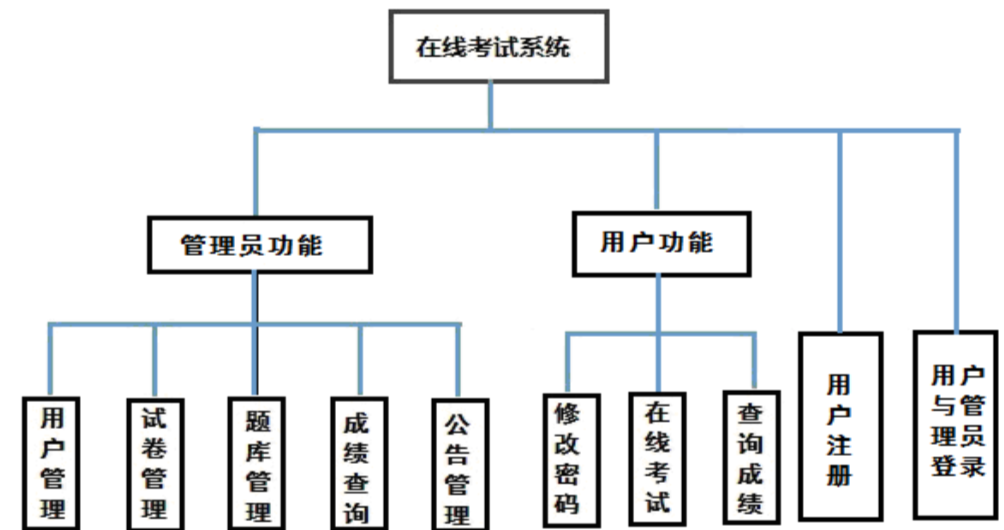 在线考试系统
管理员功能
用户功能
用户管理
试卷管理
题库管理
成绩查询
公告管理
修改密码
在线考试
查询成绩
用户注册
用户
与管
理员
登录